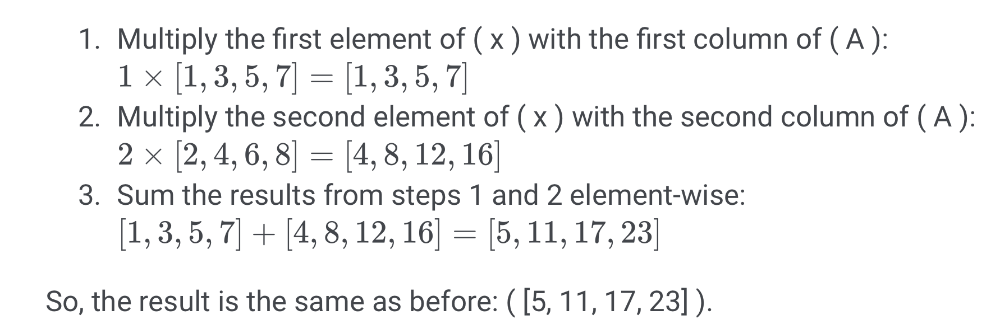 1. Multiply the first element of ( x ) with the first column of ( A ):
1 × [1, 3, 5, 7] = [1, 3, 5, 7]
2. Multiply the second element of ( x ) with the second column of ( A ):
2 × [2, 4, 6, 8] = [4, 8, 12, 16]
3. Sum the results from steps 1 and 2 element-wise:
[1, 3, 5, 7] + [4, 8, 12, 16] = [5, 11, 17, 23]
So, the result is the same as before: ( [5, 11, 17, 23] ).